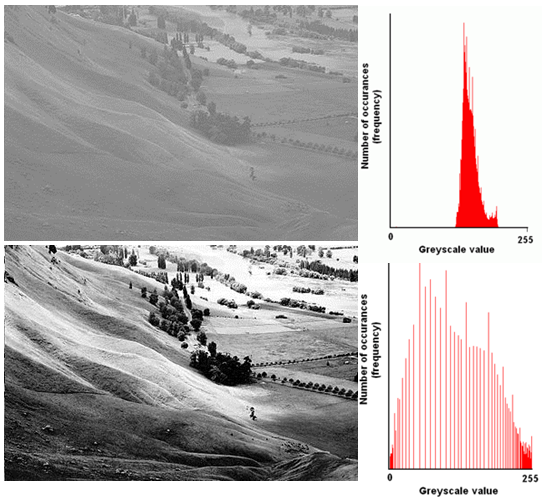 Number of occurances
(frequency)
0
255
Greyscale value
Number of occurances
(frequency)
0
255
Greyscale value